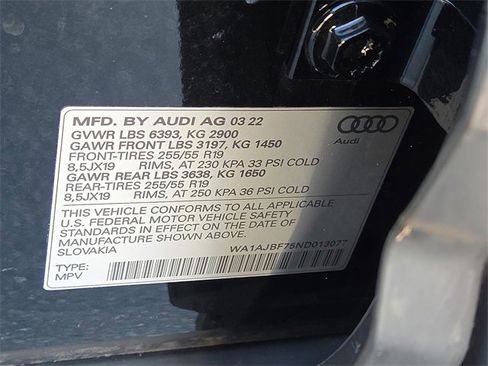 MFD. BY AUDI AG 03 22
GVWR LBS 6393, KG 2900
GAWR FRONT LBS 3197, KG 1450
FRONT-TIRES 255/55 R19
8,5JX19 RIMS, AT 230 KPA 33 PSI COLD
GAWR REAR LBS 3638, KG 1650
REAR-TIRES 255/55 R19
8,5JX19 RIMS, AT 250 KPA 36 PSI COLD
Audi
THIS VEHICLE CONFORMS TO ALL APPLICABLE
U.S. FEDERAL MOTOR VEHICLE SAFETY
STANDARDS IN EFFECT ON THE DATE OF
MANUFACTURE SHOWN ABOVE.
SLOVAKIA WA1AJBF75ND013077
TYPE:
MPV